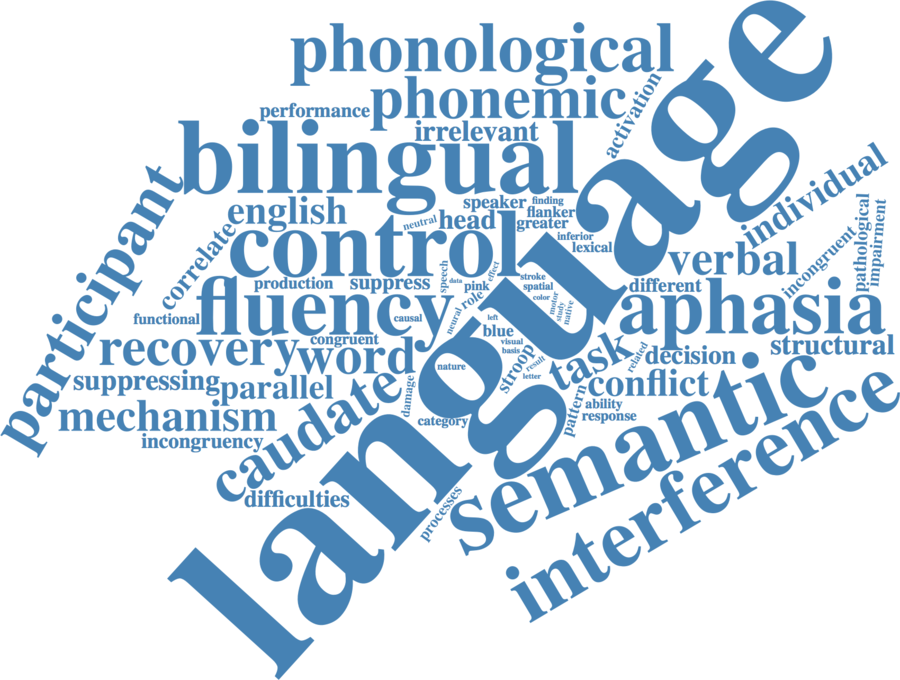 phonological
phonemic
performance
irrelevant
activation
bilingual
language
participant
individual
speaker
finding
flanker
greater
english
neutral
head
inferior
lexical
control
correlate
verbal
incongruent
pathological
impairment
production
suppress
speech
data
pink
effect
stroke
spatial
color
different
fluency
neural
role
motor
study
native
aphasia
functional
causal
left
blue
congruent
visual
basis
recovery
word
nature
stroop
result
letter
task
related
decision
structural
suppressing
parallel
conflict
caudate
damage
mechanism
category
pattern
ability
response
incongruency
semantic
interference
difficulties
processes